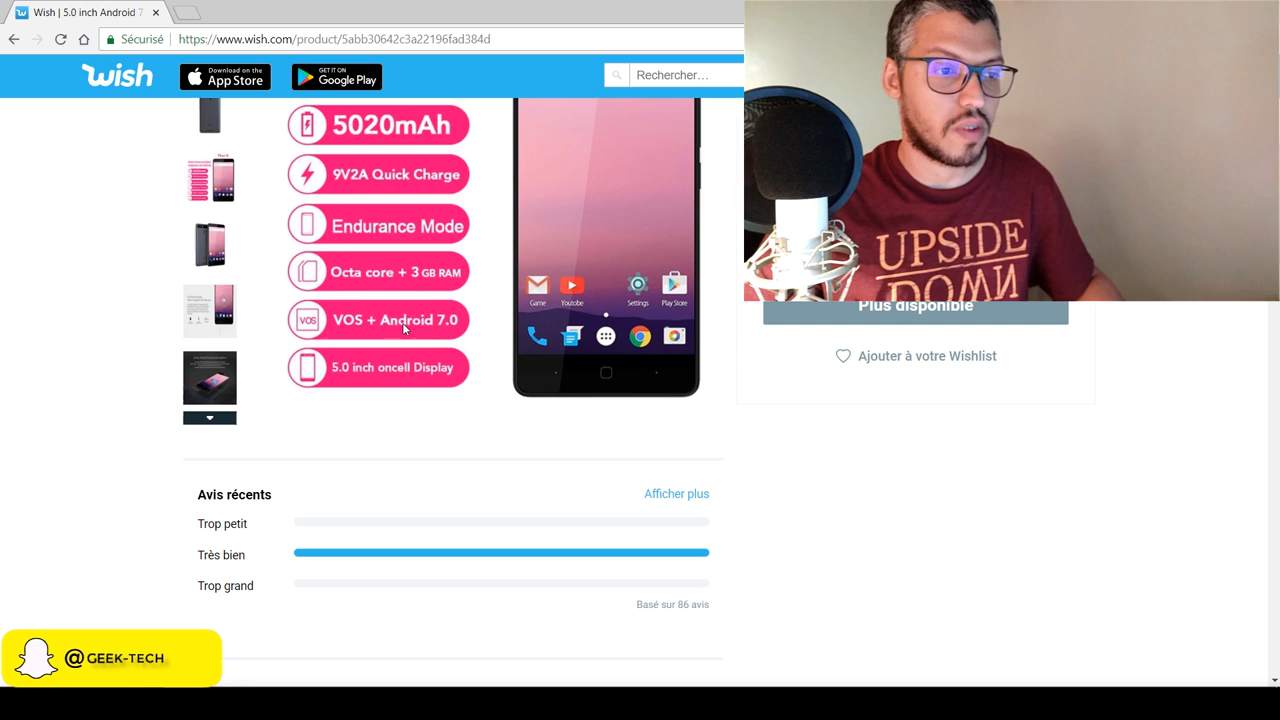 Wish | 5.0 inch Android 7
Sécurisé
https://www.wish.com/product/5abb30642c3a22196fad384d
wish
Download on the
App Store
GET IT ON
Google Play
Rechercher...
5020mAh
9V2A Quick Charge
Endurance Mode
Octa core + 3 GB RAM
VOS
VOS + Android 7.0
5.0 inch oncell Display
Game
Youtube
Settings
Play Store
UPSIDE
DOWN
Plus disponible
Ajouter à votre Wishlist
Avis récents
Afficher plus
Trop petit
Très bien
Trop grand
Basé sur 86 avis
@GEEK-TECH